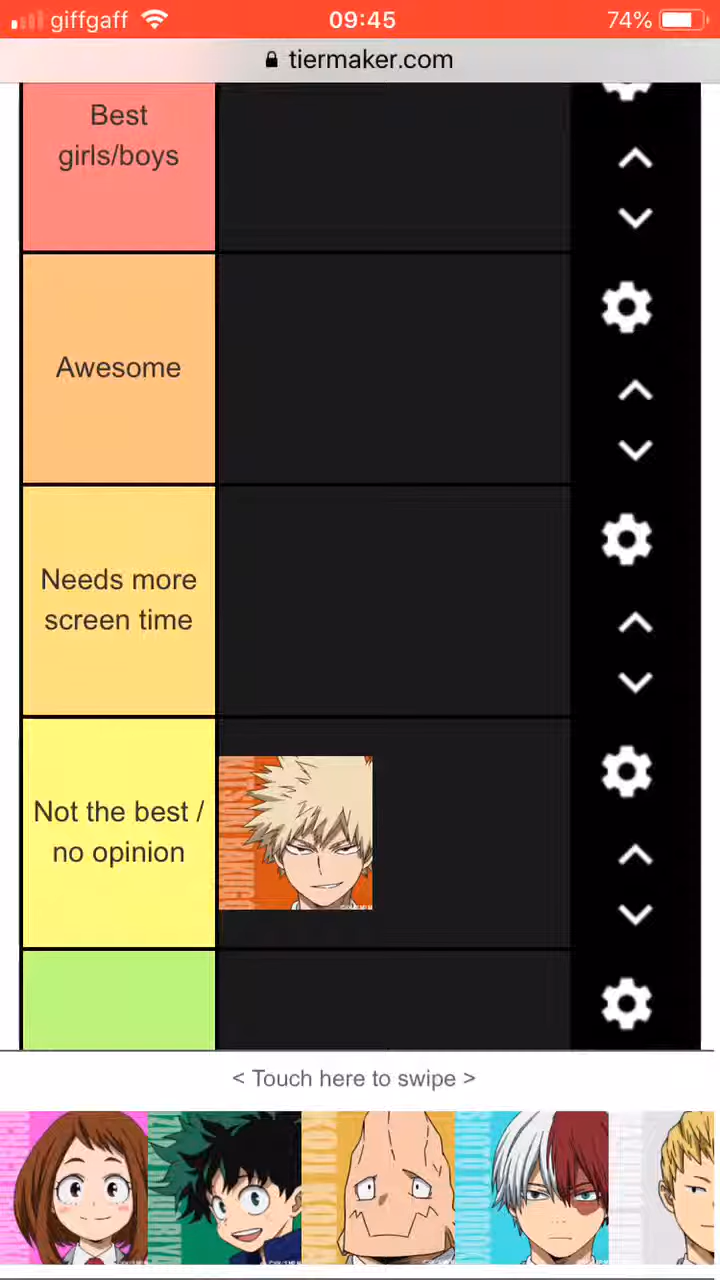 giffgaff 09:45 74%
tiermaker.com
Best
girls/boys
Awesome
Needs more
screen time
Not the best /
no opinion
< Touch here to swipe >